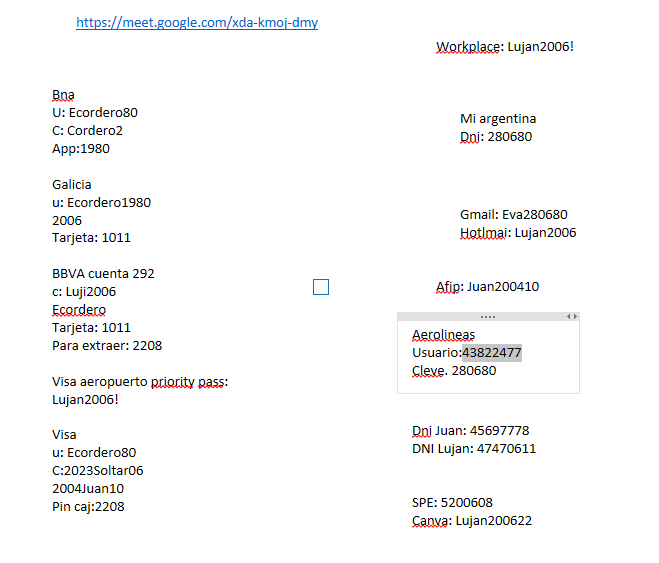 https://meet.google.com/xda-kmoj-dmy
Workplace: Lujan2006!
Bna
U: Ecordero80
C: Cordero2
App:1980
Mi argentina
Dni: 280680
Galicia
u: Ecordero1980
2006
Tarjeta: 1011
Gmail: Eva280680
Hotlmai: Lujan2006
BBVA cuenta 292
c: Luji2006
Ecordero
Tarjeta: 1011
Para extraer: 2208
Afip: Juan200410
Aerolineas
Usuario:43822477
Cleve. 280680
Visa aeropuerto priority pass:
Lujan2006!
Visa
u: Ecordero80
C:2023Soltar06
2004Juan10
Pin caj:2208
Dni Juan: 45697778
DNI Lujan: 47470611
SPE: 5200608
Canva: Lujan200622